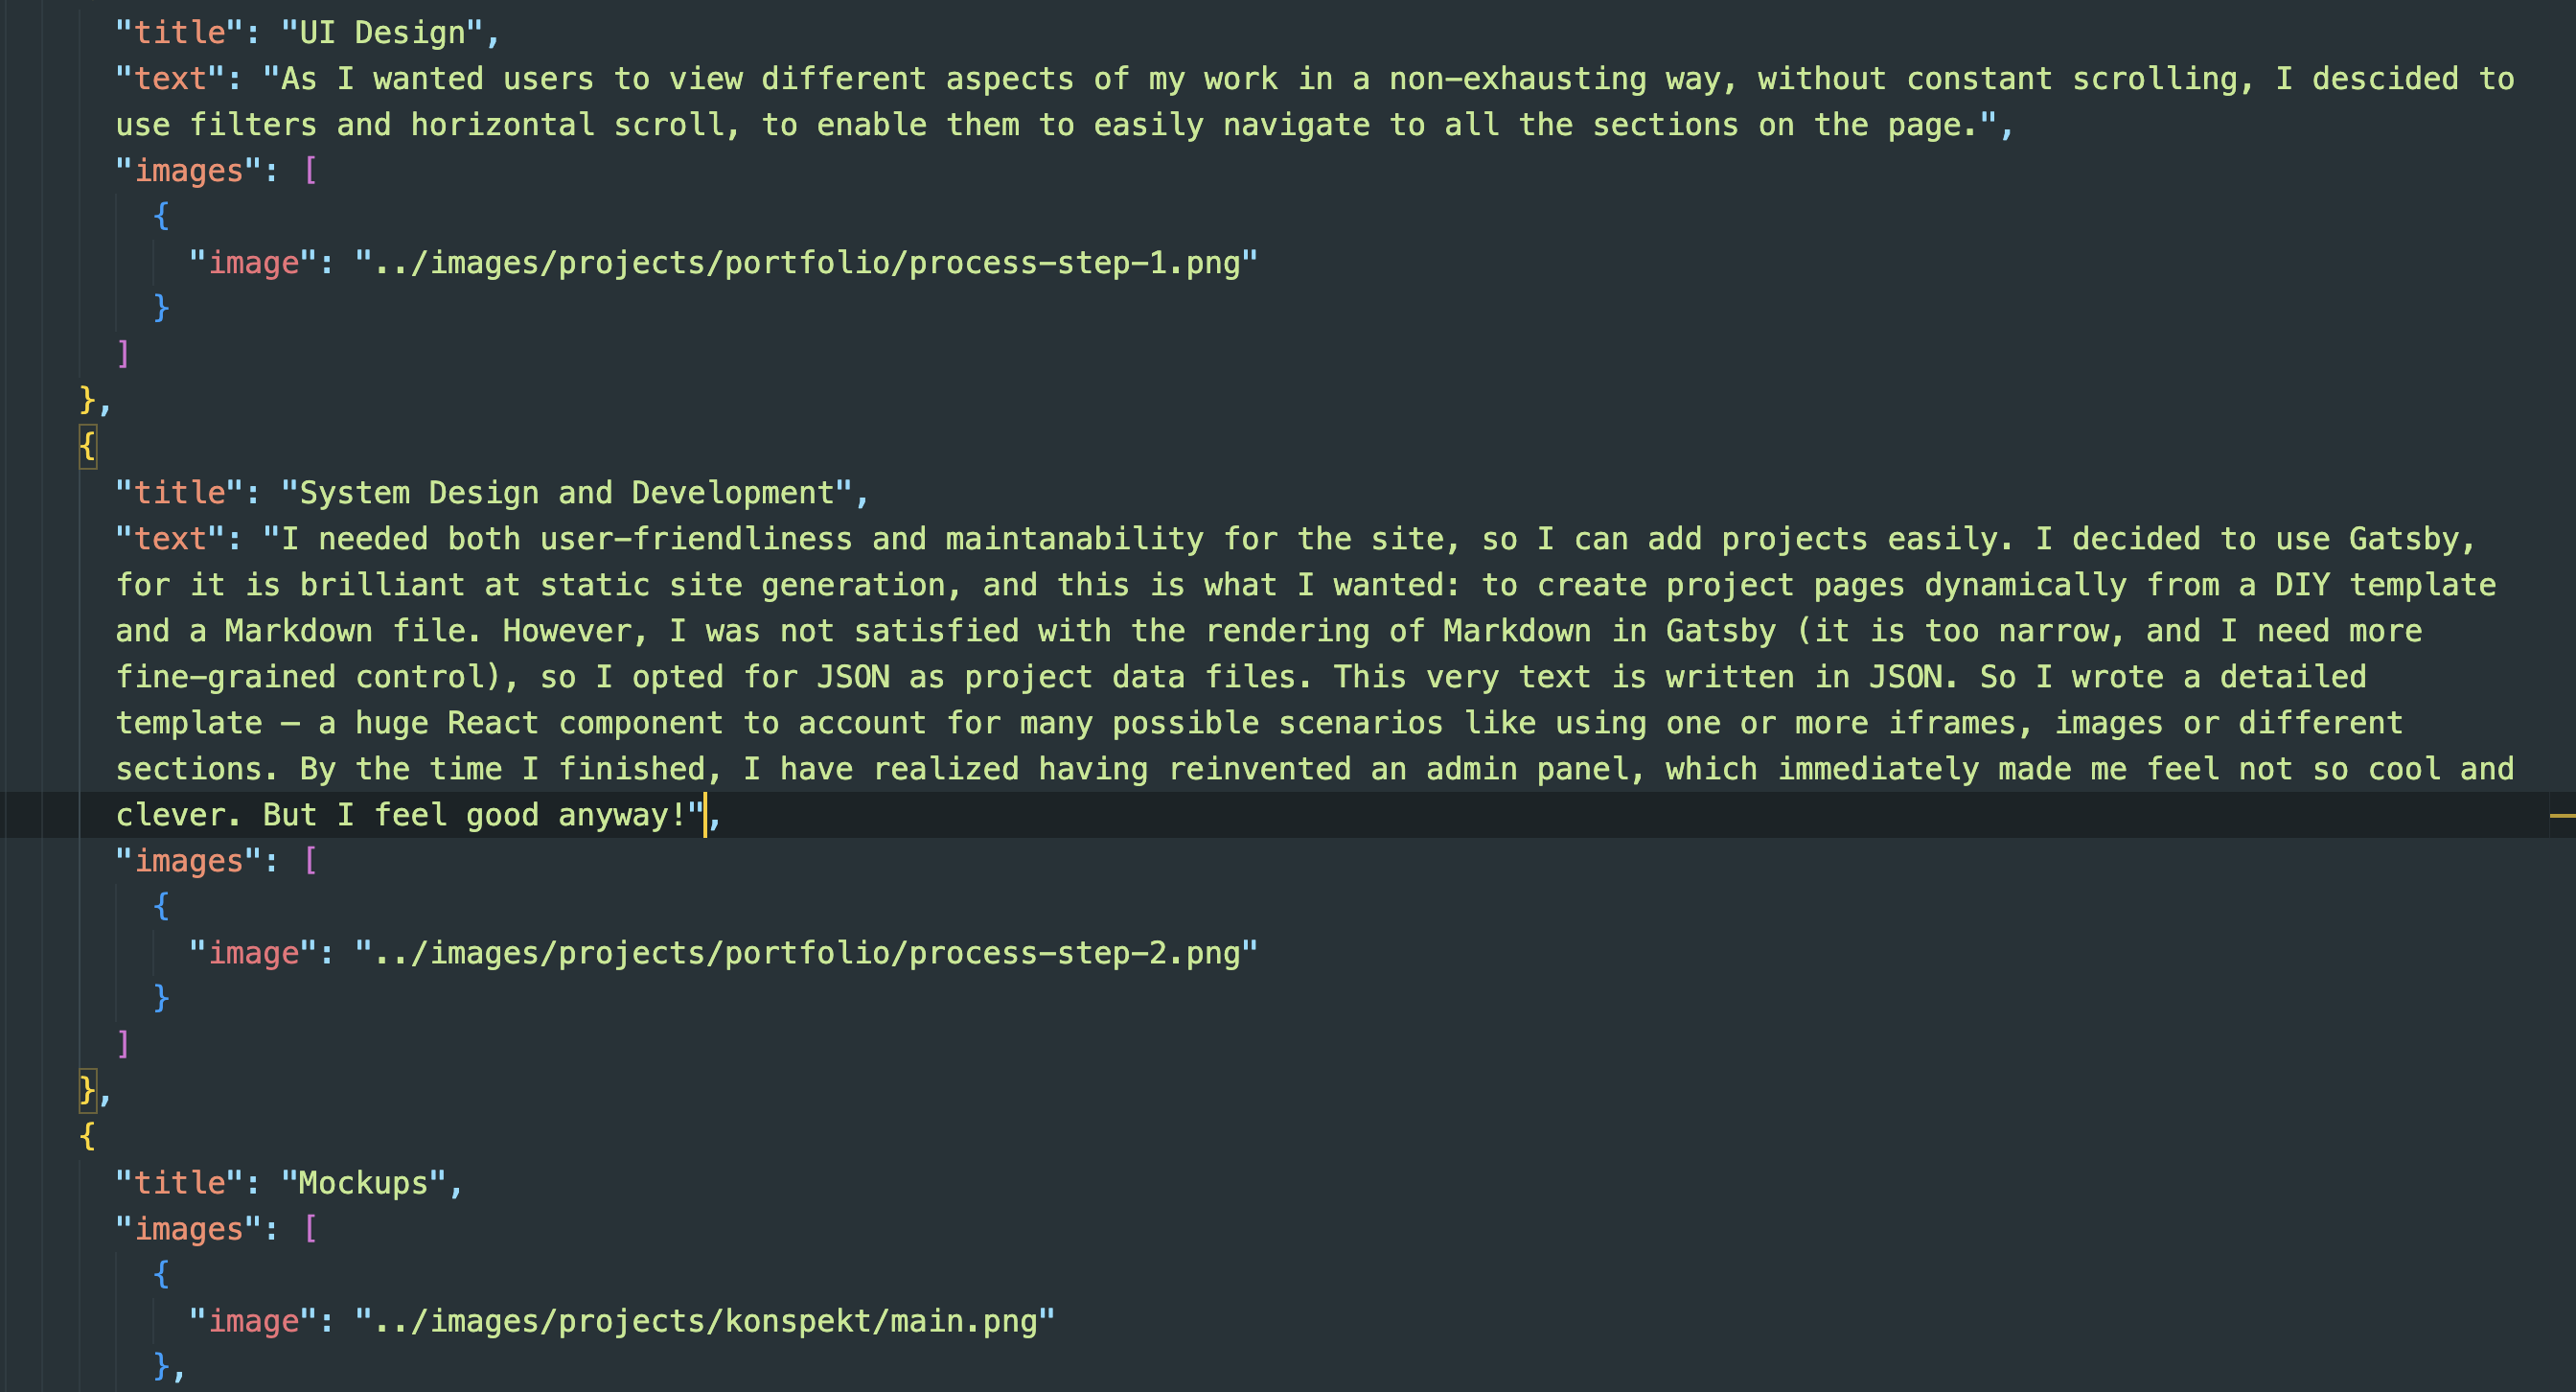 "title": "UI Design",
"text": "As I wanted users to view different aspects of my work in a non-exhausting way, without constant scrolling, I descided to
use filters and horizontal scroll, to enable them to easily navigate to all the sections on the page.",
"images": [
{
"image": "../images/projects/portfolio/process-step-1.png"
}
]
},
{
"title": "System Design and Development",
"text": "I needed both user-friendliness and maintanability for the site, so I can add projects easily. I decided to use Gatsby,
for it is brilliant at static site generation, and this is what I wanted: to create project pages dynamically from a DIY template
and a Markdown file. However, I was not satisfied with the rendering of Markdown in Gatsby (it is too narrow, and I need more
fine-grained control), so I opted for JSON as project data files. This very text is written in JSON. So I wrote a detailed
template – a huge React component to account for many possible scenarios like using one or more iframes, images or different
sections. By the time I finished, I have realized having reinvented an admin panel, which immediately made me feel not so cool and
clever. But I feel good anyway!",
"images": [
{
"image": "../images/projects/portfolio/process-step-2.png"
}
]
},
{
"title": "Mockups",
"images": [
{
"image": "../images/projects/konspekt/main.png"
},